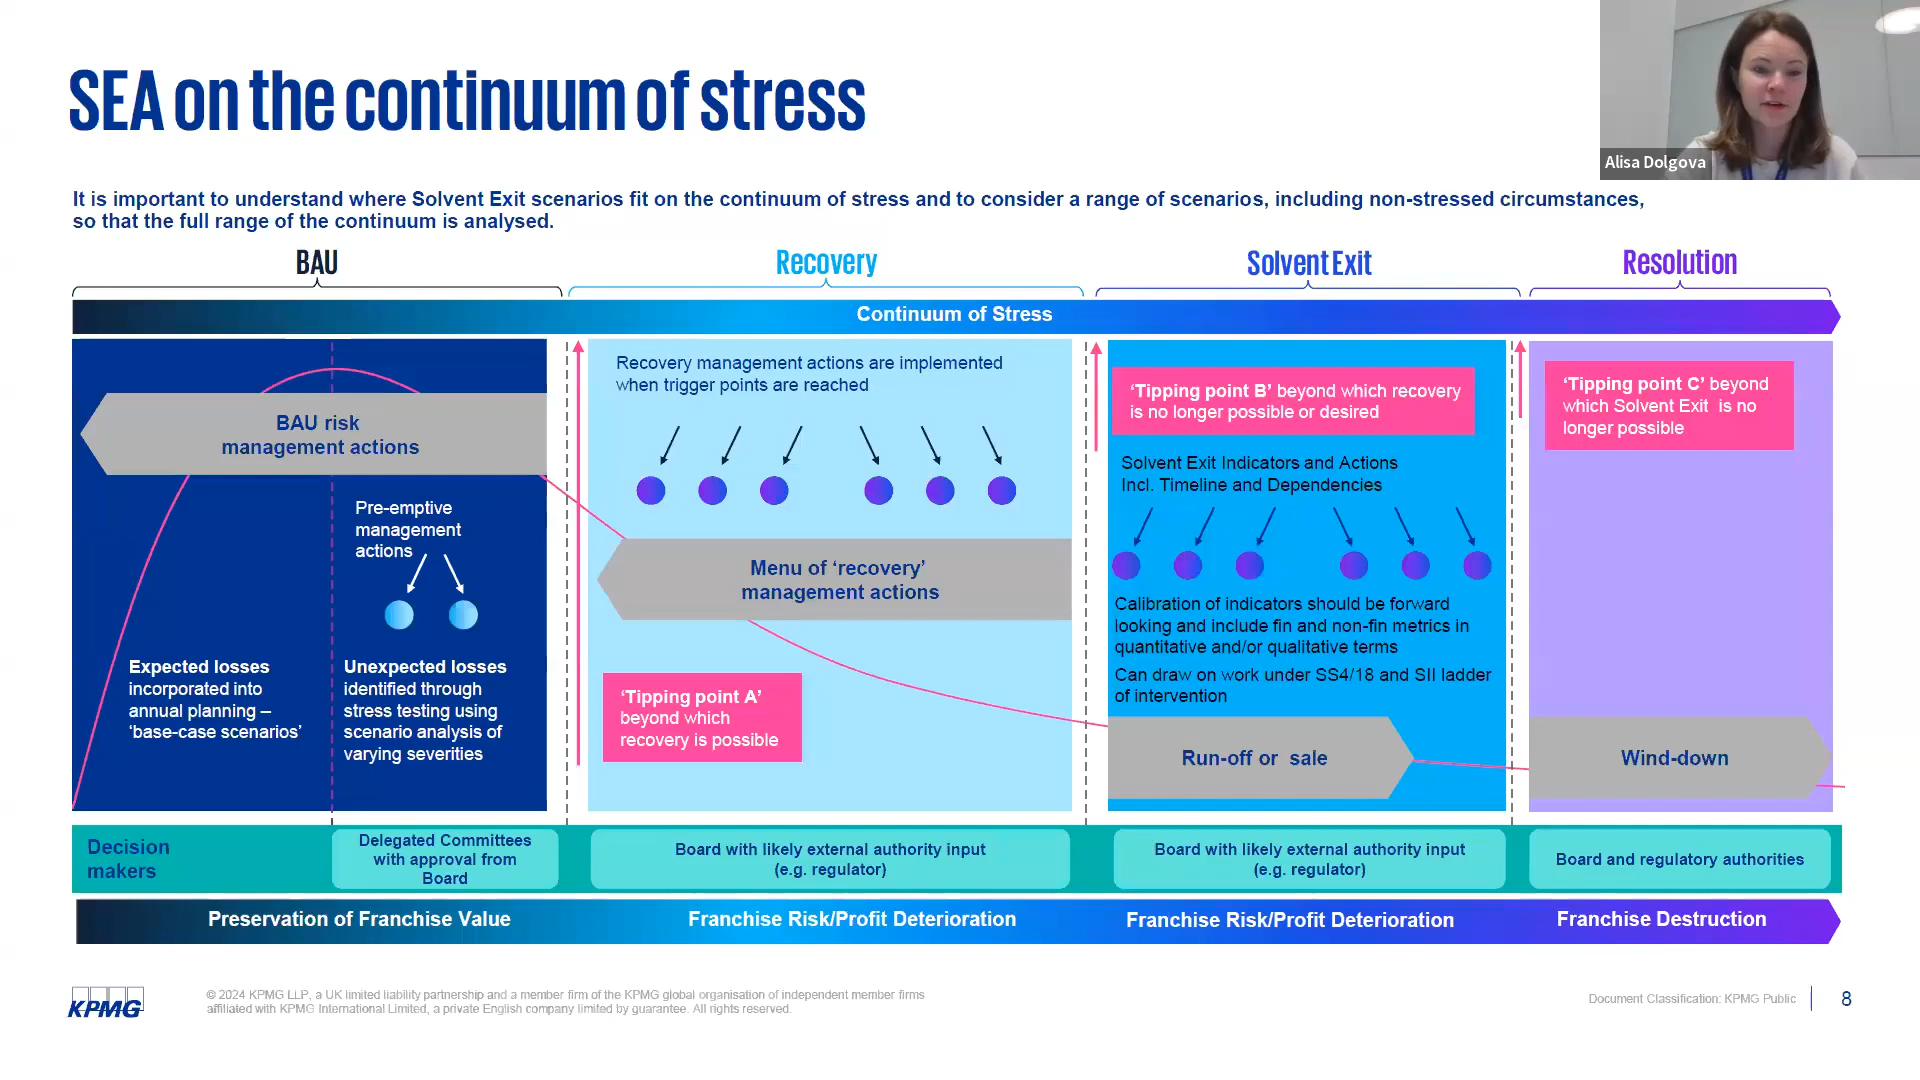 SEA on the continuum of stress
Alisa Dolgova
It is important to understand where Solvent Exit scenarios fit on the continuum of stress and to consider a range of scenarios, including non-stressed circumstances,
so that the full range of the continuum is analysed.
BAU
Recovery
Solvent Exit
Resolution
Continuum of Stress
BAU risk
management actions
Pre-emptive
management
actions
Expected losses
incorporated into
annual planning –
‘base-case scenarios’
Unexpected losses
identified through
stress testing using
scenario analysis of
varying severities
Recovery management actions are implemented
when trigger points are reached
Menu of ‘recovery’
management actions
‘Tipping point A’
beyond which
recovery is possible
‘Tipping point B’ beyond which recovery
is no longer possible or desired
Solvent Exit Indicators and Actions
Incl. Timeline and Dependencies
Calibration of indicators should be forward
looking and include fin and non-fin metrics in
quantitative and/or qualitative terms
Can draw on work under SS4/18 and SII ladder
of intervention
Run-off or sale
‘Tipping point C’ beyond
which Solvent Exit is no
longer possible
Wind-down
Decision
makers
Delegated Committees
with approval from
Board
Board with likely external authority input
(e.g. regulator)
Board with likely external authority input
(e.g. regulator)
Board and regulatory authorities
Preservation of Franchise Value
Franchise Risk/Profit Deterioration
Franchise Risk/Profit Deterioration
Franchise Destruction
KPMG
© 2024 KPMG LLP, a UK limited liability partnership and a member firm of the KPMG global organisation of independent member firms
affiliated with KPMG International Limited, a private English company limited by guarantee. All rights reserved.
Document Classification: KPMG Public
8